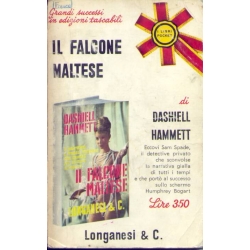 Grandi successi
in edizioni tascabili
IL FALCONE
MALTESE
I LIBRI
POCKET
di
DASHIELL
HAMMETT
Eccovi Sam Spade,
il detective privato
che sconvolse
la narrativa gialla
di tutti i tempi
e che portò al successo
sullo schermo
Humphrey Bogart
Lire 350
DASHIELL
HAMMETT
IL FALCONE
MALTESE
LONGANESI & C.
Longanesi & C.